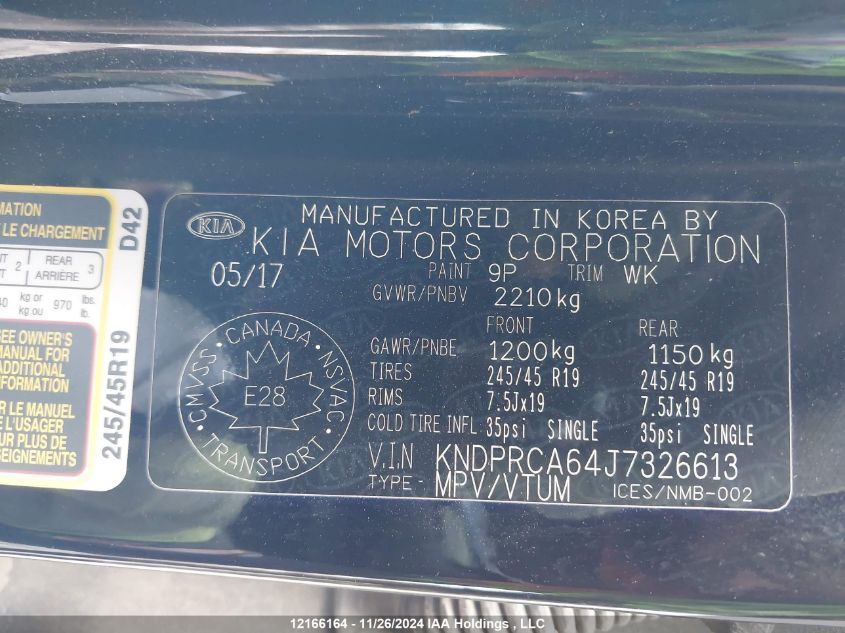 MATION
LE CHARGEMENT
2
REAR
ARRIÈRE 3
kg or
kg.ou 970 lbs.
lb.
SEE OWNER'S
MANUAL FOR
ADDITIONAL
INFORMATION
LE MANUEL
L'USAGER
POUR PLUS DE
RENSEIGNEMENTS
D42
245/45R19
KIA
MANUFACTURED IN KOREA BY
KIA MOTORS CORPORATION
05/17 PAINT 9P TRIM WK
GVWR/PNBV 2210kg
FRONT REAR
GAWR/PNBE 1200kg 1150kg
TIRES 245/45 R19 245/45 R19
RIMS 7.5Jx19 7.5Jx19
COLD TIRE INFL. 35psi SINGLE 35psi SINGLE
V.I.N KNDPRCA64J7326613
TYPE MPV/VTUM ICES/NMB-002
CANADA
CMVSS NSVAC
E28
TRANSPORT
12166164 - 11/26/2024 IAA Holdings, LLC